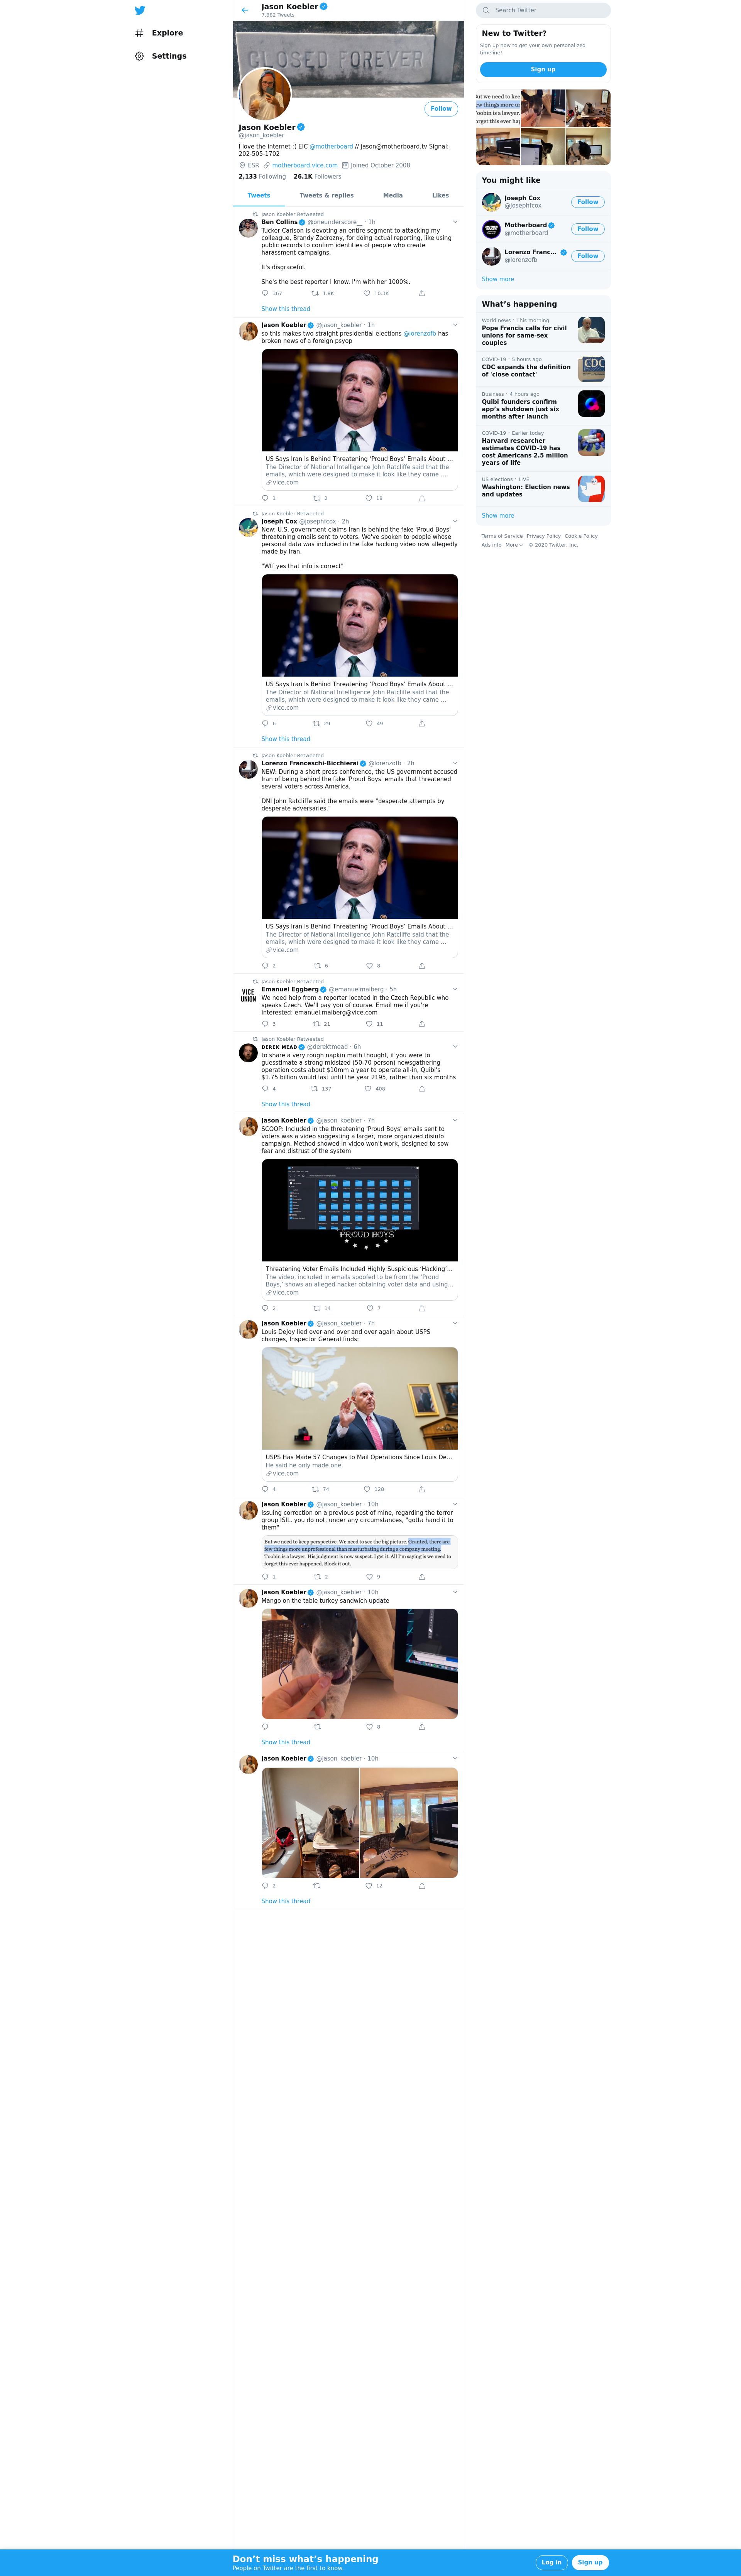 Explore
Settings
Jason Koebler
7,882 Tweets
CLOSED FOREVER
Follow
Jason Koebler
@jason_koebler
I love the internet :( EIC @motherboard // jason@motherboard.tv Signal:
202-505-1702
ESR motherboard.vice.com Joined October 2008
2,133 Following 26.1K Followers
Tweets Tweets & replies Media Likes
Jason Koebler Retweeted
Ben Collins @oneunderscore__ · 1h
Tucker Carlson is devoting an entire segment to attacking my
colleague, Brandy Zadrozny, for doing actual reporting, like using
public records to confirm identities of people who create
harassment campaigns.
It's disgraceful.
She's the best reporter I know. I'm with her 1000%.
367 1.6K 10.3K
Show this thread
Jason Koebler @jason_koebler · 1h
so this makes two straight presidential elections @lorenzofb has
broken news of a foreign psyop
US Says Iran Is Behind Threatening ‘Proud Boys’ Emails About ...
The Director of National Intelligence John Ratcliffe said that the
emails, which were designed to make it look like they came ...
vice.com
1 2 18
Jason Koebler Retweeted
Joseph Cox @josephfcox · 2h
New: U.S. government claims Iran is behind the fake 'Proud Boys'
threatening emails sent to voters. We've spoken to people whose
personal data was included in the fake hacking video now allegedly
made by Iran.
"Wtf yes that info is correct"
US Says Iran Is Behind Threatening ‘Proud Boys’ Emails About ...
The Director of National Intelligence John Ratcliffe said that the
emails, which were designed to make it look like they came ...
vice.com
6 29 49
Show this thread
Jason Koebler Retweeted
Lorenzo Franceschi-Bicchierai @lorenzofb · 2h
NEW: During a short press conference, the US government accused
Iran of being behind the fake 'Proud Boys' emails that threatened
several voters across America.
DNI John Ratcliffe said the emails were "desperate attempts by
desperate adversaries."
US Says Iran Is Behind Threatening ‘Proud Boys’ Emails About ...
The Director of National Intelligence John Ratcliffe said that the
emails, which were designed to make it look like they came ...
vice.com
2 6 8
Jason Koebler Retweeted
VICE
UNION
Emanuel Eggberg @emanuelmaiberg · 5h
We need help from a reporter located in the Czech Republic who
speaks Czech. We'll pay you of course. Email me if you're
interested: emanuel.maiberg@vice.com
3 21 11
Jason Koebler Retweeted
DEREK MEAD @derektmead · 6h
to share a very rough napkin math thought, if you were to
guesstimate a strong midsized (50-70 person) newsgathering
operation costs about $10mm a year to operate all-in, Quibi's
$1.75 billion would last until the year 2195, rather than six months
4 137 408
Show this thread
Jason Koebler @jason_koebler · 7h
SCOOP: Included in the threatening 'Proud Boys' emails sent to
voters was a video suggesting a larger, more organized disinfo
campaign. Method showed in video won't work, designed to sow
fear and distrust of the system
PROUD BOYS
Threatening Voter Emails Included Highly Suspicious ‘Hacking’...
The video, included in emails spoofed to be from the ‘Proud
Boys,’ shows an alleged hacker obtaining voter data and using...
vice.com
2 14 7
Jason Koebler @jason_koebler · 7h
Louis DeJoy lied over and over and over again about USPS
changes, Inspector General finds:
USPS Has Made 57 Changes to Mail Operations Since Louis De...
He said he only made one.
vice.com
4 74 128
Jason Koebler @jason_koebler · 10h
issuing correction on a previous post of mine, regarding the terror
group ISIL. you do not, under any circumstances, "gotta hand it to
them"
But we need to keep perspective. We need to see the big picture. Granted, there are
few things more unprofessional than masturbating during a company meeting.
Toobin is a lawyer. His judgment is now suspect. I get it. All I'm saying is we need to
forget this ever happened. Block it out.
1 2 9
Jason Koebler @jason_koebler · 10h
Mango on the table turkey sandwich update
8
Show this thread
Jason Koebler @jason_koebler · 10h
2 12
Show this thread
Search Twitter
New to Twitter?
Sign up now to get your own personalized
timeline!
Sign up
ut we need to kee
ew things more un
Toobin is a lawyer.
orget this ever hap
You might like
Joseph Cox
@josephfcox
Follow
Motherboard
@motherboard
Follow
Lorenzo Franc...
@lorenzofb
Follow
Show more
What’s happening
World news · This morning
Pope Francis calls for civil
unions for same-sex
couples
COVID-19 · 5 hours ago
CDC expands the definition
of 'close contact'
CDC
Business · 4 hours ago
Quibi founders confirm
app’s shutdown just six
months after launch
COVID-19 · Earlier today
Harvard researcher
estimates COVID-19 has
cost Americans 2.5 million
years of life
US elections · LIVE
Washington: Election news
and updates
Show more
Terms of Service Privacy Policy Cookie Policy
Ads info More © 2020 Twitter, Inc.
Don’t miss what’s happening
People on Twitter are the first to know.
Log in Sign up